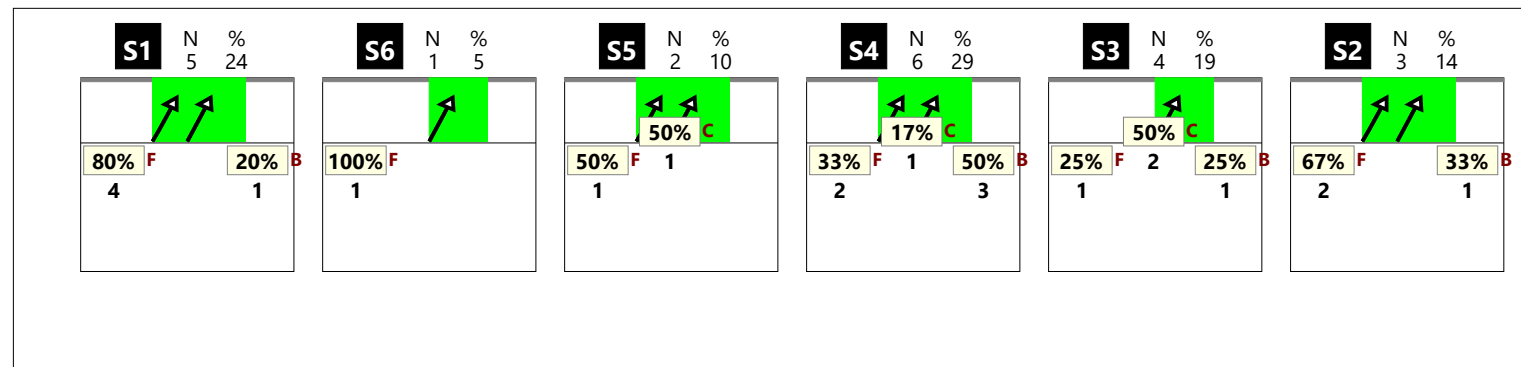 S1 N % 5 24
80% F 20% B
4 1
S6 N % 1 5
100% F
1
S5 N % 2 10
50% C
50% F 1
1
S4 N % 6 29
17% C
33% F 1 50% B
2 3
S3 N % 4 19
50% C
25% F 2 25% B
1 1
S2 N % 3 14
67% F 33% B
2 1